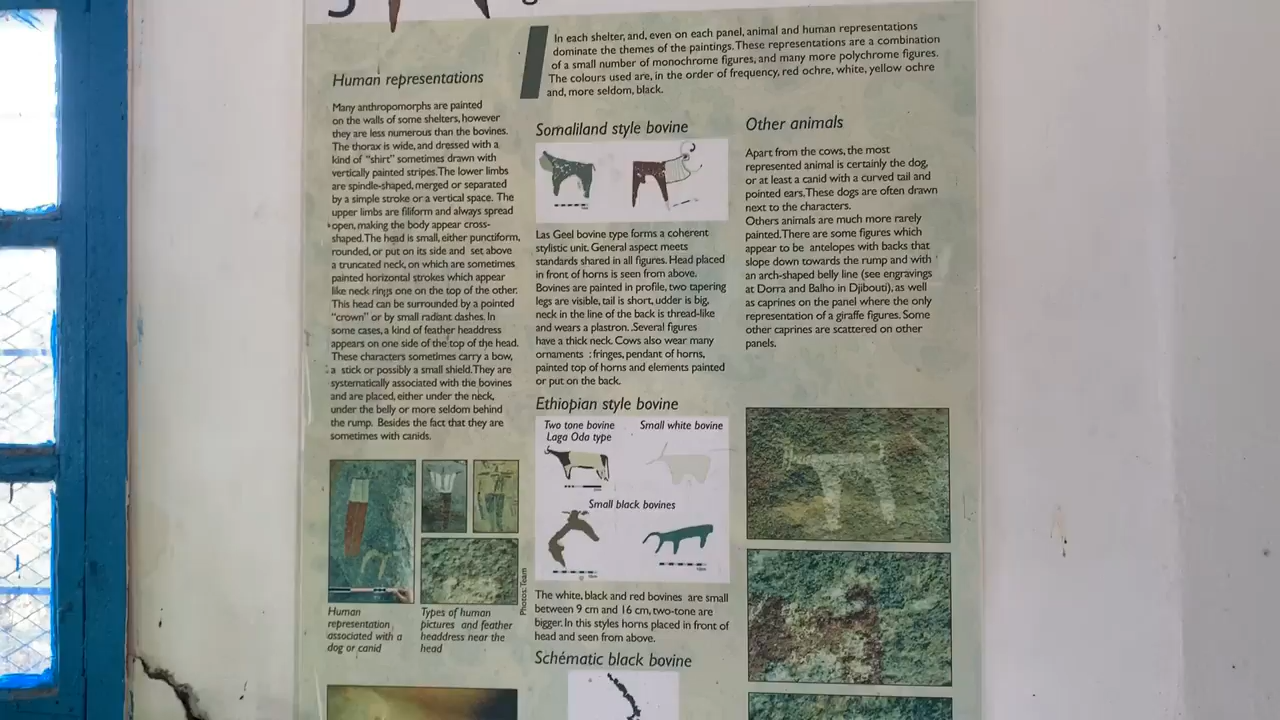 In each shelter, and, even on each panel, animal and human representations
dominate the themes of the paintings. These representations are a combination
of a small number of monochrome figures, and many more polychrome figures.
The colours used are, in the order of frequency, red ochre, white, yellow ochre
and, more seldom, black.
Human representations
Many anthropomorphs are painted
on the walls of some shelters, however
they are less numerous than the bovines.
The thorax is wide, and dressed with a
kind of “shirt” sometimes drawn with
vertically painted stripes. The lower limbs
are spindle-shaped, merged or separated
by a simple stroke or a vertical space. The
upper limbs are filiform and always spread
open, making the body appear cross-
shaped. The head is small, either punctiform,
rounded, or put on its side and set above
a truncated neck, on which are sometimes
painted horizontal strokes which appear
like neck rings one on the top of the other.
This head can be surrounded by a pointed
“crown” or by small radiant dashes. In
some cases, a kind of feather headdress
appears on one side of the top of the head.
These characters sometimes carry a bow,
a stick or possibly a small shield. They are
systematically associated with the bovines
and are placed, either under the neck,
under the belly or more seldom behind
the rump. Besides the fact that they are
sometimes with canids.
Human
representation
associated with a
dog or canid
Types of human
pictures and feather
headdress near the
head
Photos: Team
Somaliland style bovine
Las Geel bovine type forms a coherent
stylistic unit. General aspect meets
standards shared in all figures. Head placed
in front of horns is seen from above.
Bovines are painted in profile, two tapering
legs are visible, tail is short, udder is big,
neck in the line of the back is thread-like
and wears a plastron. .Several figures
have a thick neck. Cows also wear many
ornaments : fringes, pendant of horns,
painted top of horns and elements painted
or put on the back.
Ethiopian style bovine
Two tone bovine
Laga Oda type
Small white bovine
Small black bovines
The white, black and red bovines are small
between 9 cm and 16 cm, two-tone are
bigger. In this styles horns placed in front of
head and seen from above.
Schématic black bovine
Other animals
Apart from the cows, the most
represented animal is certainly the dog,
or at least a canid with a curved tail and
pointed ears. These dogs are often drawn
next to the characters.
Others animals are much more rarely
painted. There are some figures which
appear to be antelopes with backs that
slope down towards the rump and with
an arch-shaped belly line (see engravings
at Dorra and Balho in Djibouti), as well
as caprines on the panel where the only
representation of a giraffe figures. Some
other caprines are scattered on other
panels.